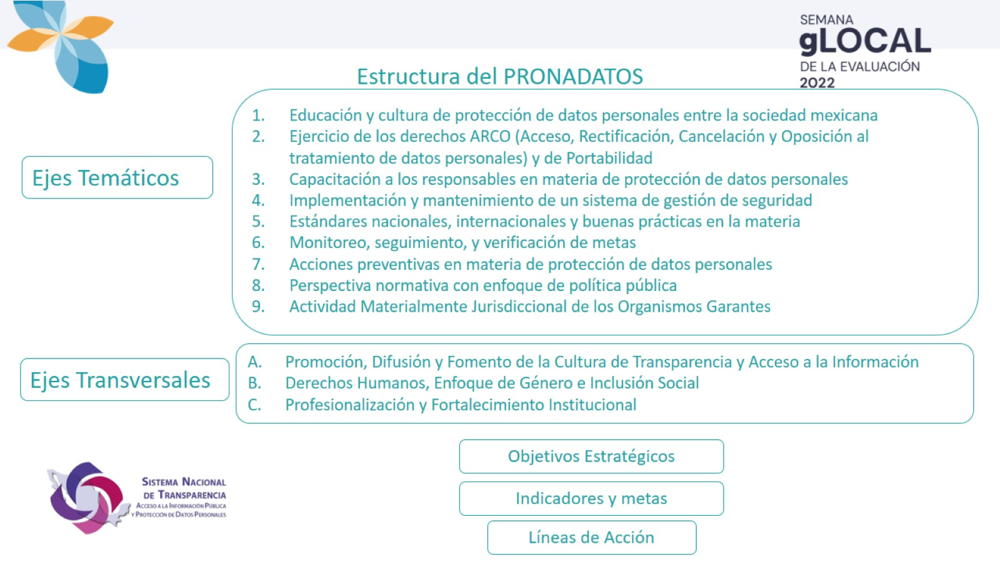 SEMANA
gLOCAL
DE LA EVALUACIÓN
2022
Estructura del PRONADATOS
Ejes Temáticos
1. Educación y cultura de protección de datos personales entre la sociedad mexicana
2. Ejercicio de los derechos ARCO (Acceso, Rectificación, Cancelación y Oposición al
tratamiento de datos personales) y de Portabilidad
3. Capacitación a los responsables en materia de protección de datos personales
4. Implementación y mantenimiento de un sistema de gestión de seguridad
5. Estándares nacionales, internacionales y buenas prácticas en la materia
6. Monitoreo, seguimiento, y verificación de metas
7. Acciones preventivas en materia de protección de datos personales
8. Perspectiva normativa con enfoque de política pública
9. Actividad Materialmente Jurisdiccional de los Organismos Garantes
Ejes Transversales
A. Promoción, Difusión y Fomento de la Cultura de Transparencia y Acceso a la Información
B. Derechos Humanos, Enfoque de Género e Inclusión Social
C. Profesionalización y Fortalecimiento Institucional
Objetivos Estratégicos
Indicadores y metas
Líneas de Acción
SISTEMA NACIONAL
DE TRANSPARENCIA
ACCESO A LA INFORMACIÓN PÚBLICA
Y PROTECCIÓN DE DATOS PERSONALES